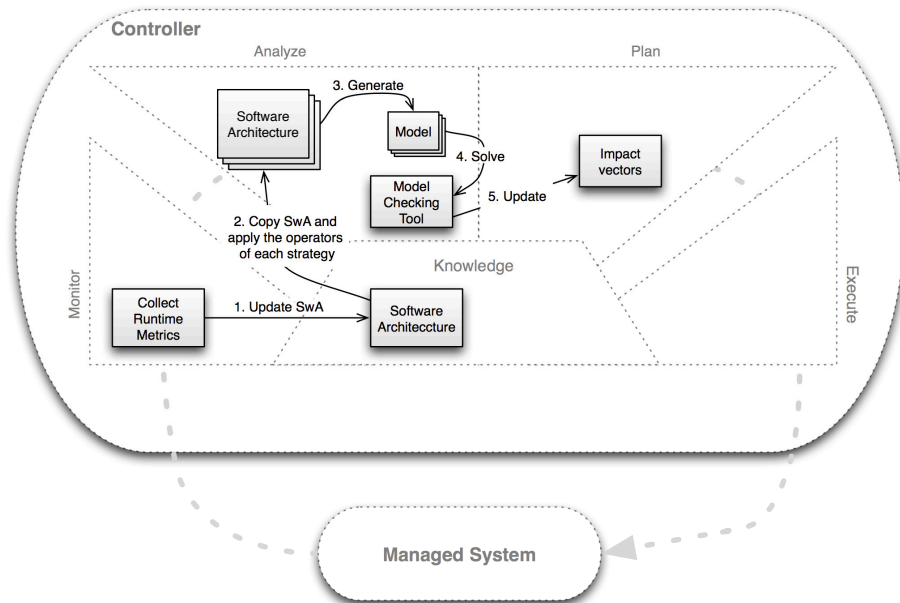 Controller
Analyze
Plan
3. Generate
Software
Architecture
Model
4. Solve
Impact
vectors
Model
Checking
Tool
5. Update
2. Copy SwA and
apply the operators
of each strategy
Knowledge
Monitor
Execute
Collect
Runtime
Metrics
1. Update SwA
Software
Architeccture
Managed System